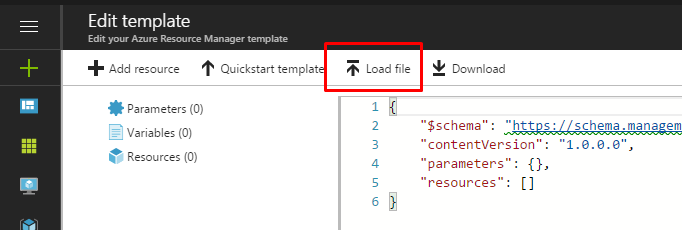 Edit template
Edit your Azure Resource Manager template
Add resource Quickstart template Load file Download
Parameters (0)
Variables (0)
Resources (0)
1 {
2 "$schema": "https://schema.managem
3 "contentVersion": "1.0.0.0",
4 "parameters": {},
5 "resources": []
6 }